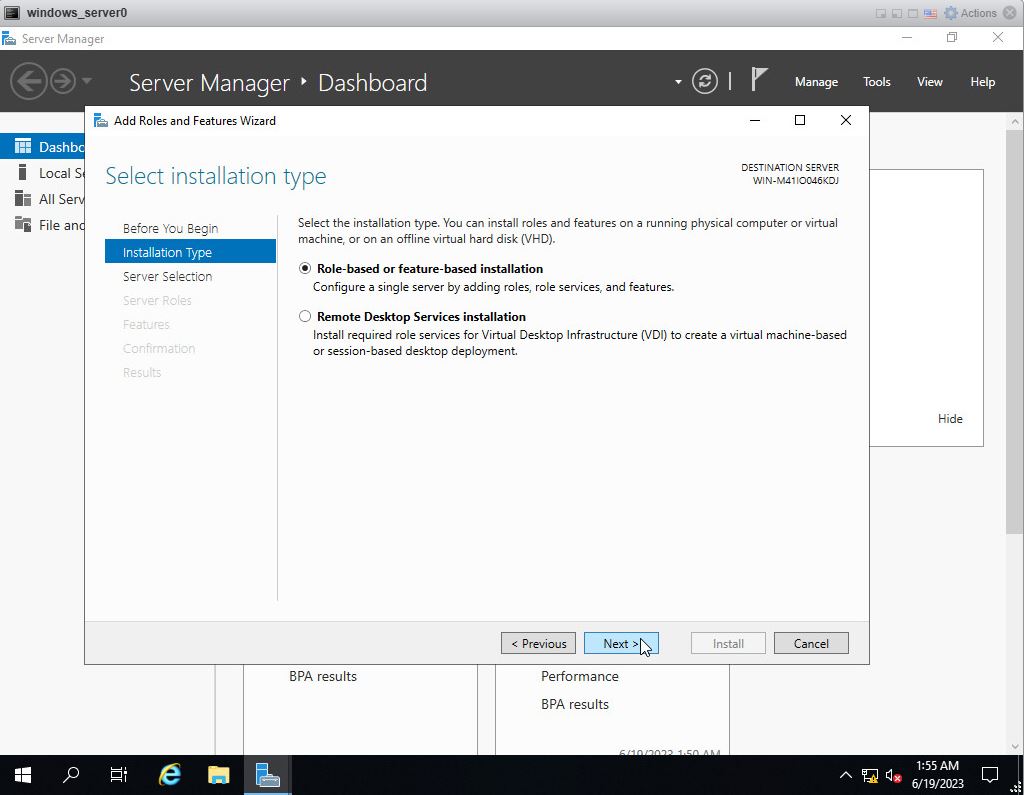 windows_server0
Actions
Server Manager
Server Manager
Dashboard
Manage
Tools
View
Help
Add Roles and Features Wizard
Dashbo
Local Se
All Serv
File and
Select installation type
DESTINATION SERVER
WIN-M41IO046KDJ
Before You Begin
Installation Type
Server Selection
Server Roles
Features
Confirmation
Results
Select the installation type. You can install roles and features on a running physical computer or virtual
machine, or on an offline virtual hard disk (VHD).
Role-based or feature-based installation
Configure a single server by adding roles, role services, and features.
Remote Desktop Services installation
Install required role services for Virtual Desktop Infrastructure (VDI) to create a virtual machine-based
or session-based desktop deployment.
Hide
< Previous
Next >
Install
Cancel
BPA results
Performance
BPA results
6/19/2023 1:50 AM
1:55 AM
6/19/2023